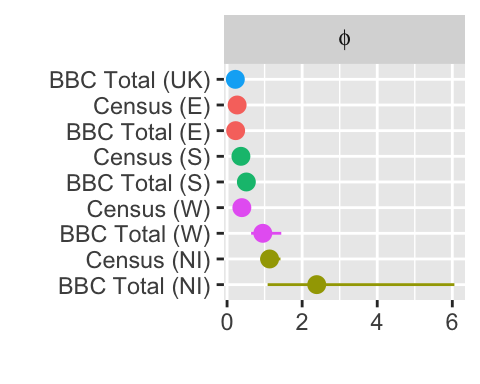 ϕ
BBC Total (UK)
Census (E)
BBC Total (E)
Census (S)
BBC Total (S)
Census (W)
BBC Total (W)
Census (NI)
BBC Total (NI)
0 2 4 6